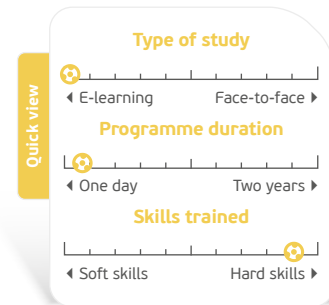 Quick view
Type of study
E-learning Face-to-face
Programme duration
One day Two years
Skills trained
Soft skills Hard skills